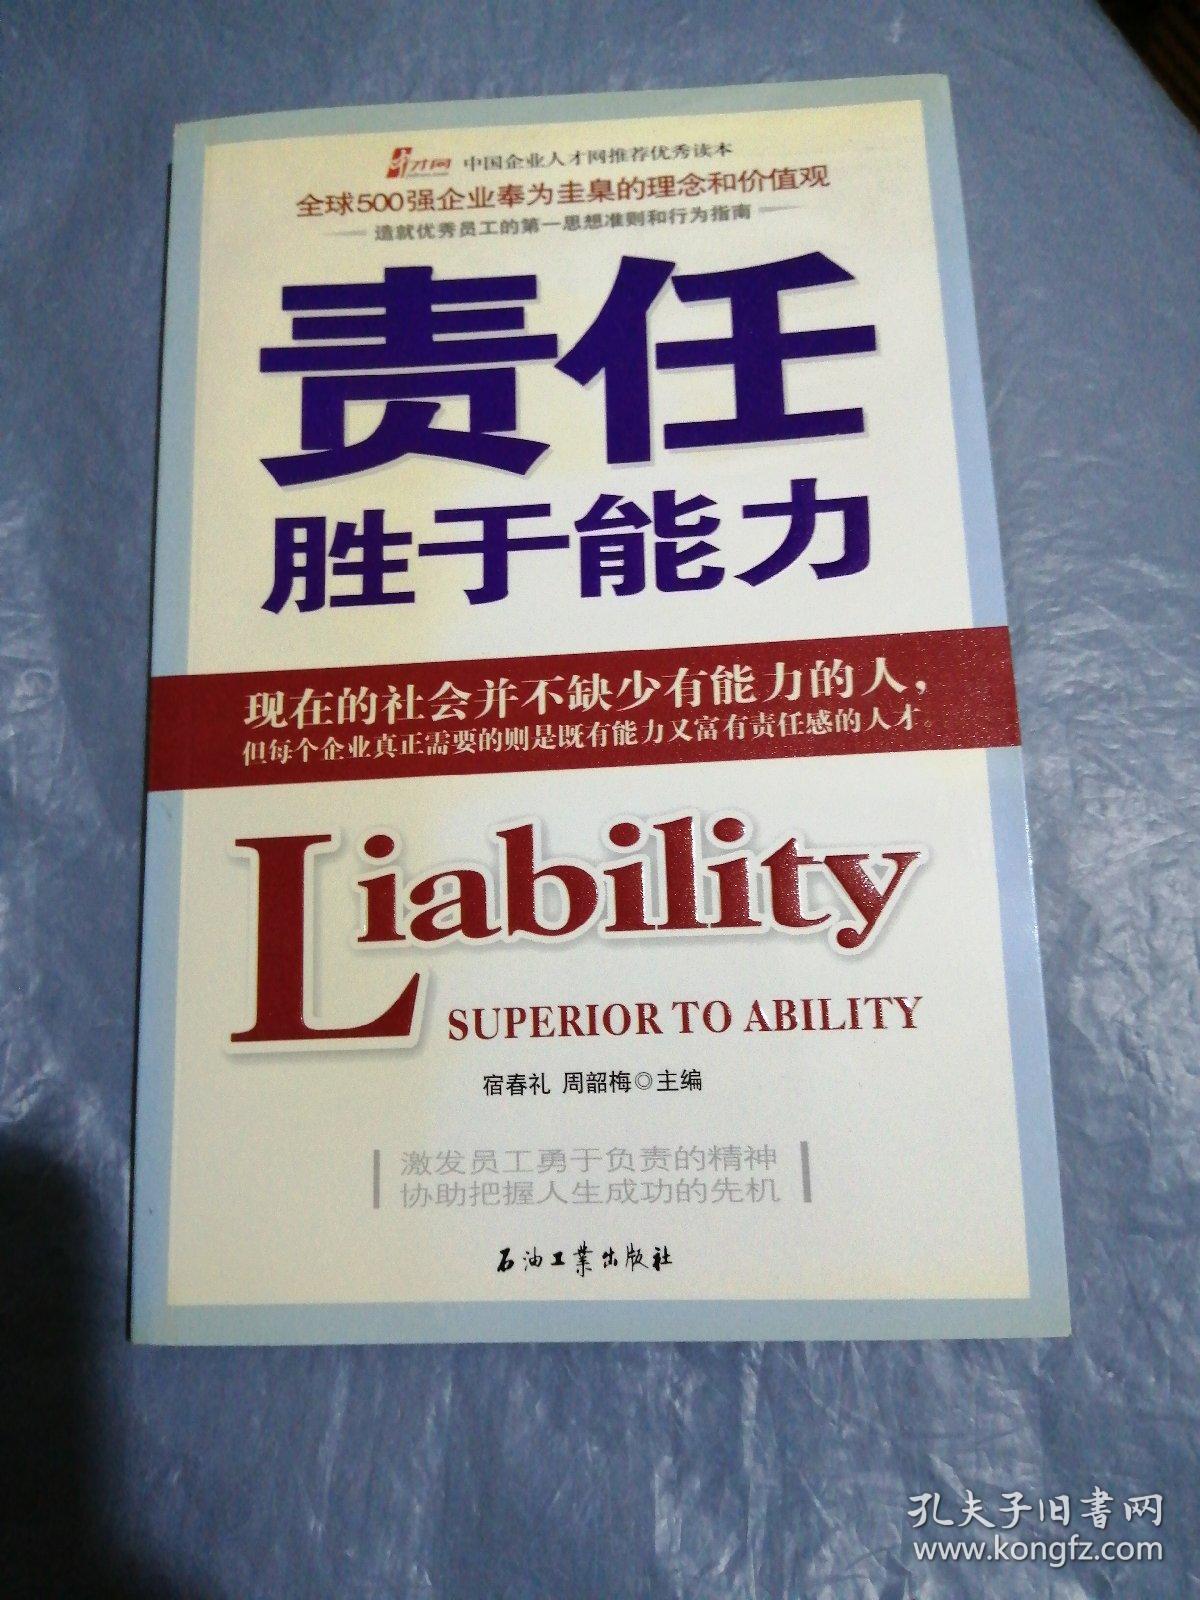 才网 中国企业人才网推荐优秀读本
全球500强企业奉为圭臬的理念和价值观
造就优秀员工的第一思想准则和行为指南
责任
胜于能力
现在的社会并不缺少有能力的人，
但每个企业真正需要的则是既有能力又富有责任感的人才。
Liability
SUPERIOR TO ABILITY
宿春礼 周韶梅◎主编
激发员工勇于负责的精神
协助把握人生成功的先机
石油工業出版社
孔夫子旧书网
www.kongfz.com